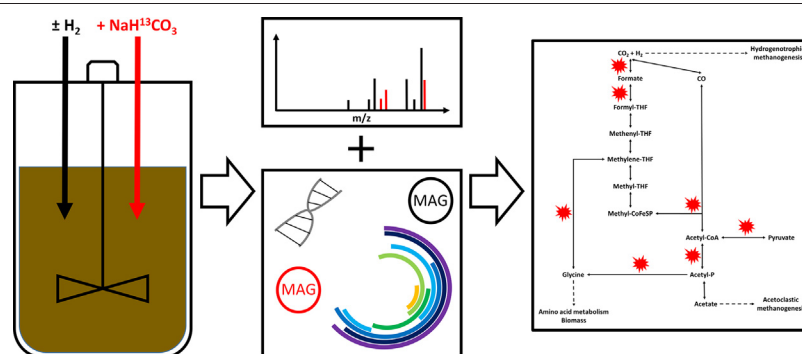 ± H2
+ NaH13CO3
m/z
+
MAG
MAG
CO2 + H2
Hydrogenotrophic
methanogenesis
Formate
CO
Formyl-THF
Methenyl-THF
Methylene-THF
Methyl-THF
Methyl-CoFeSP
Acetyl-CoA
Pyruvate
Glycine
Acetyl-P
Amino acid metabolism
Biomass
Acetate
Acetoclastic
methanogenesis